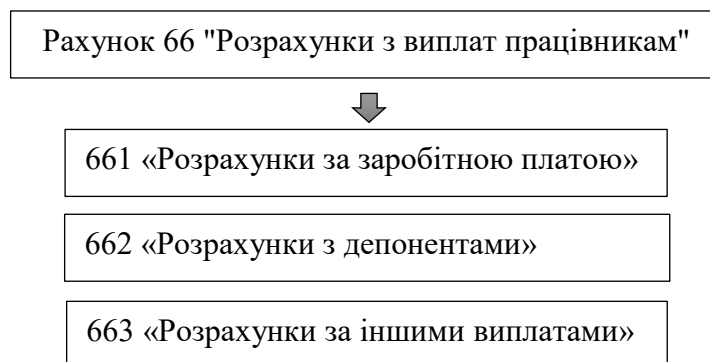 Рахунок 66 "Розрахунки з виплат працівникам"
661 «Розрахунки за заробітною платою»
662 «Розрахунки з депонентами»
663 «Розрахунки за іншими виплатами»